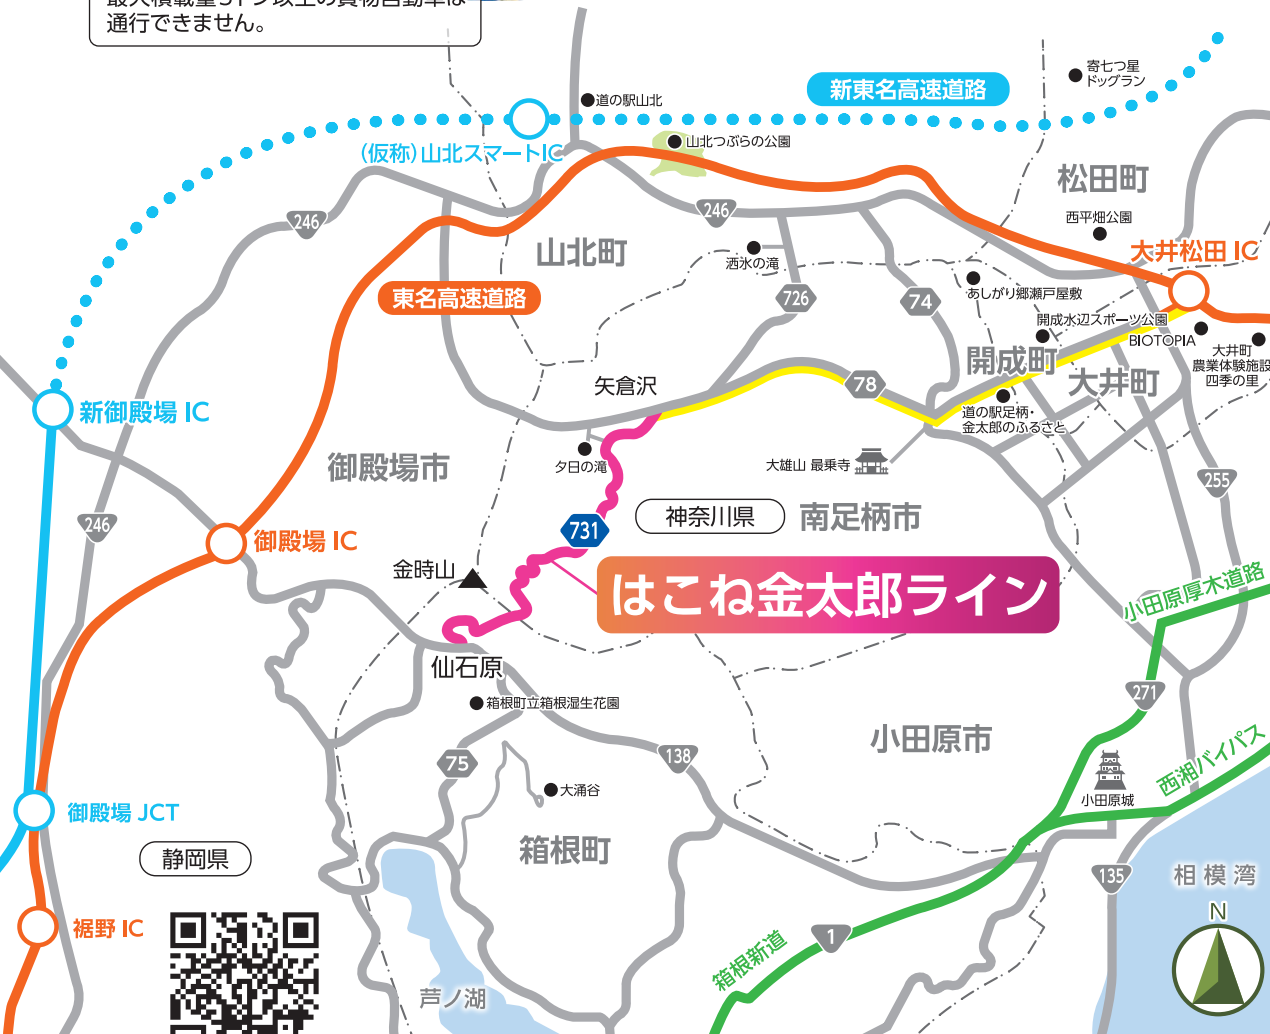 通行できません。
新東名高速道路
寄七つ星
ドッグラン
道の駅山北
(仮称)山北スマートIC
山北つぶらの公園
松田町
西平畑公園
246
246
山北町
大井松田 IC
洒水の滝
東名高速道路
726
74
あしがり郷瀬戸屋敷
開成水辺スポーツ公園
BIOTOPIA
大井町
農業体験施設
四季の里
開成町
大井町
矢倉沢
78
新御殿場 IC
道の駅足柄・
金太郎のふるさと
御殿場市
夕日の滝
大雄山 最乗寺
255
246
731
神奈川県
南足柄市
御殿場 IC
金時山
はこね金太郎ライン
小田原厚木道路
仙石原
271
箱根町立箱根湿生花園
小田原市
138
75
西湘バイパス
大涌谷
小田原城
御殿場 JCT
箱根町
静岡県
135
相模湾
裾野 IC
N
1
箱根新道
芦ノ湖